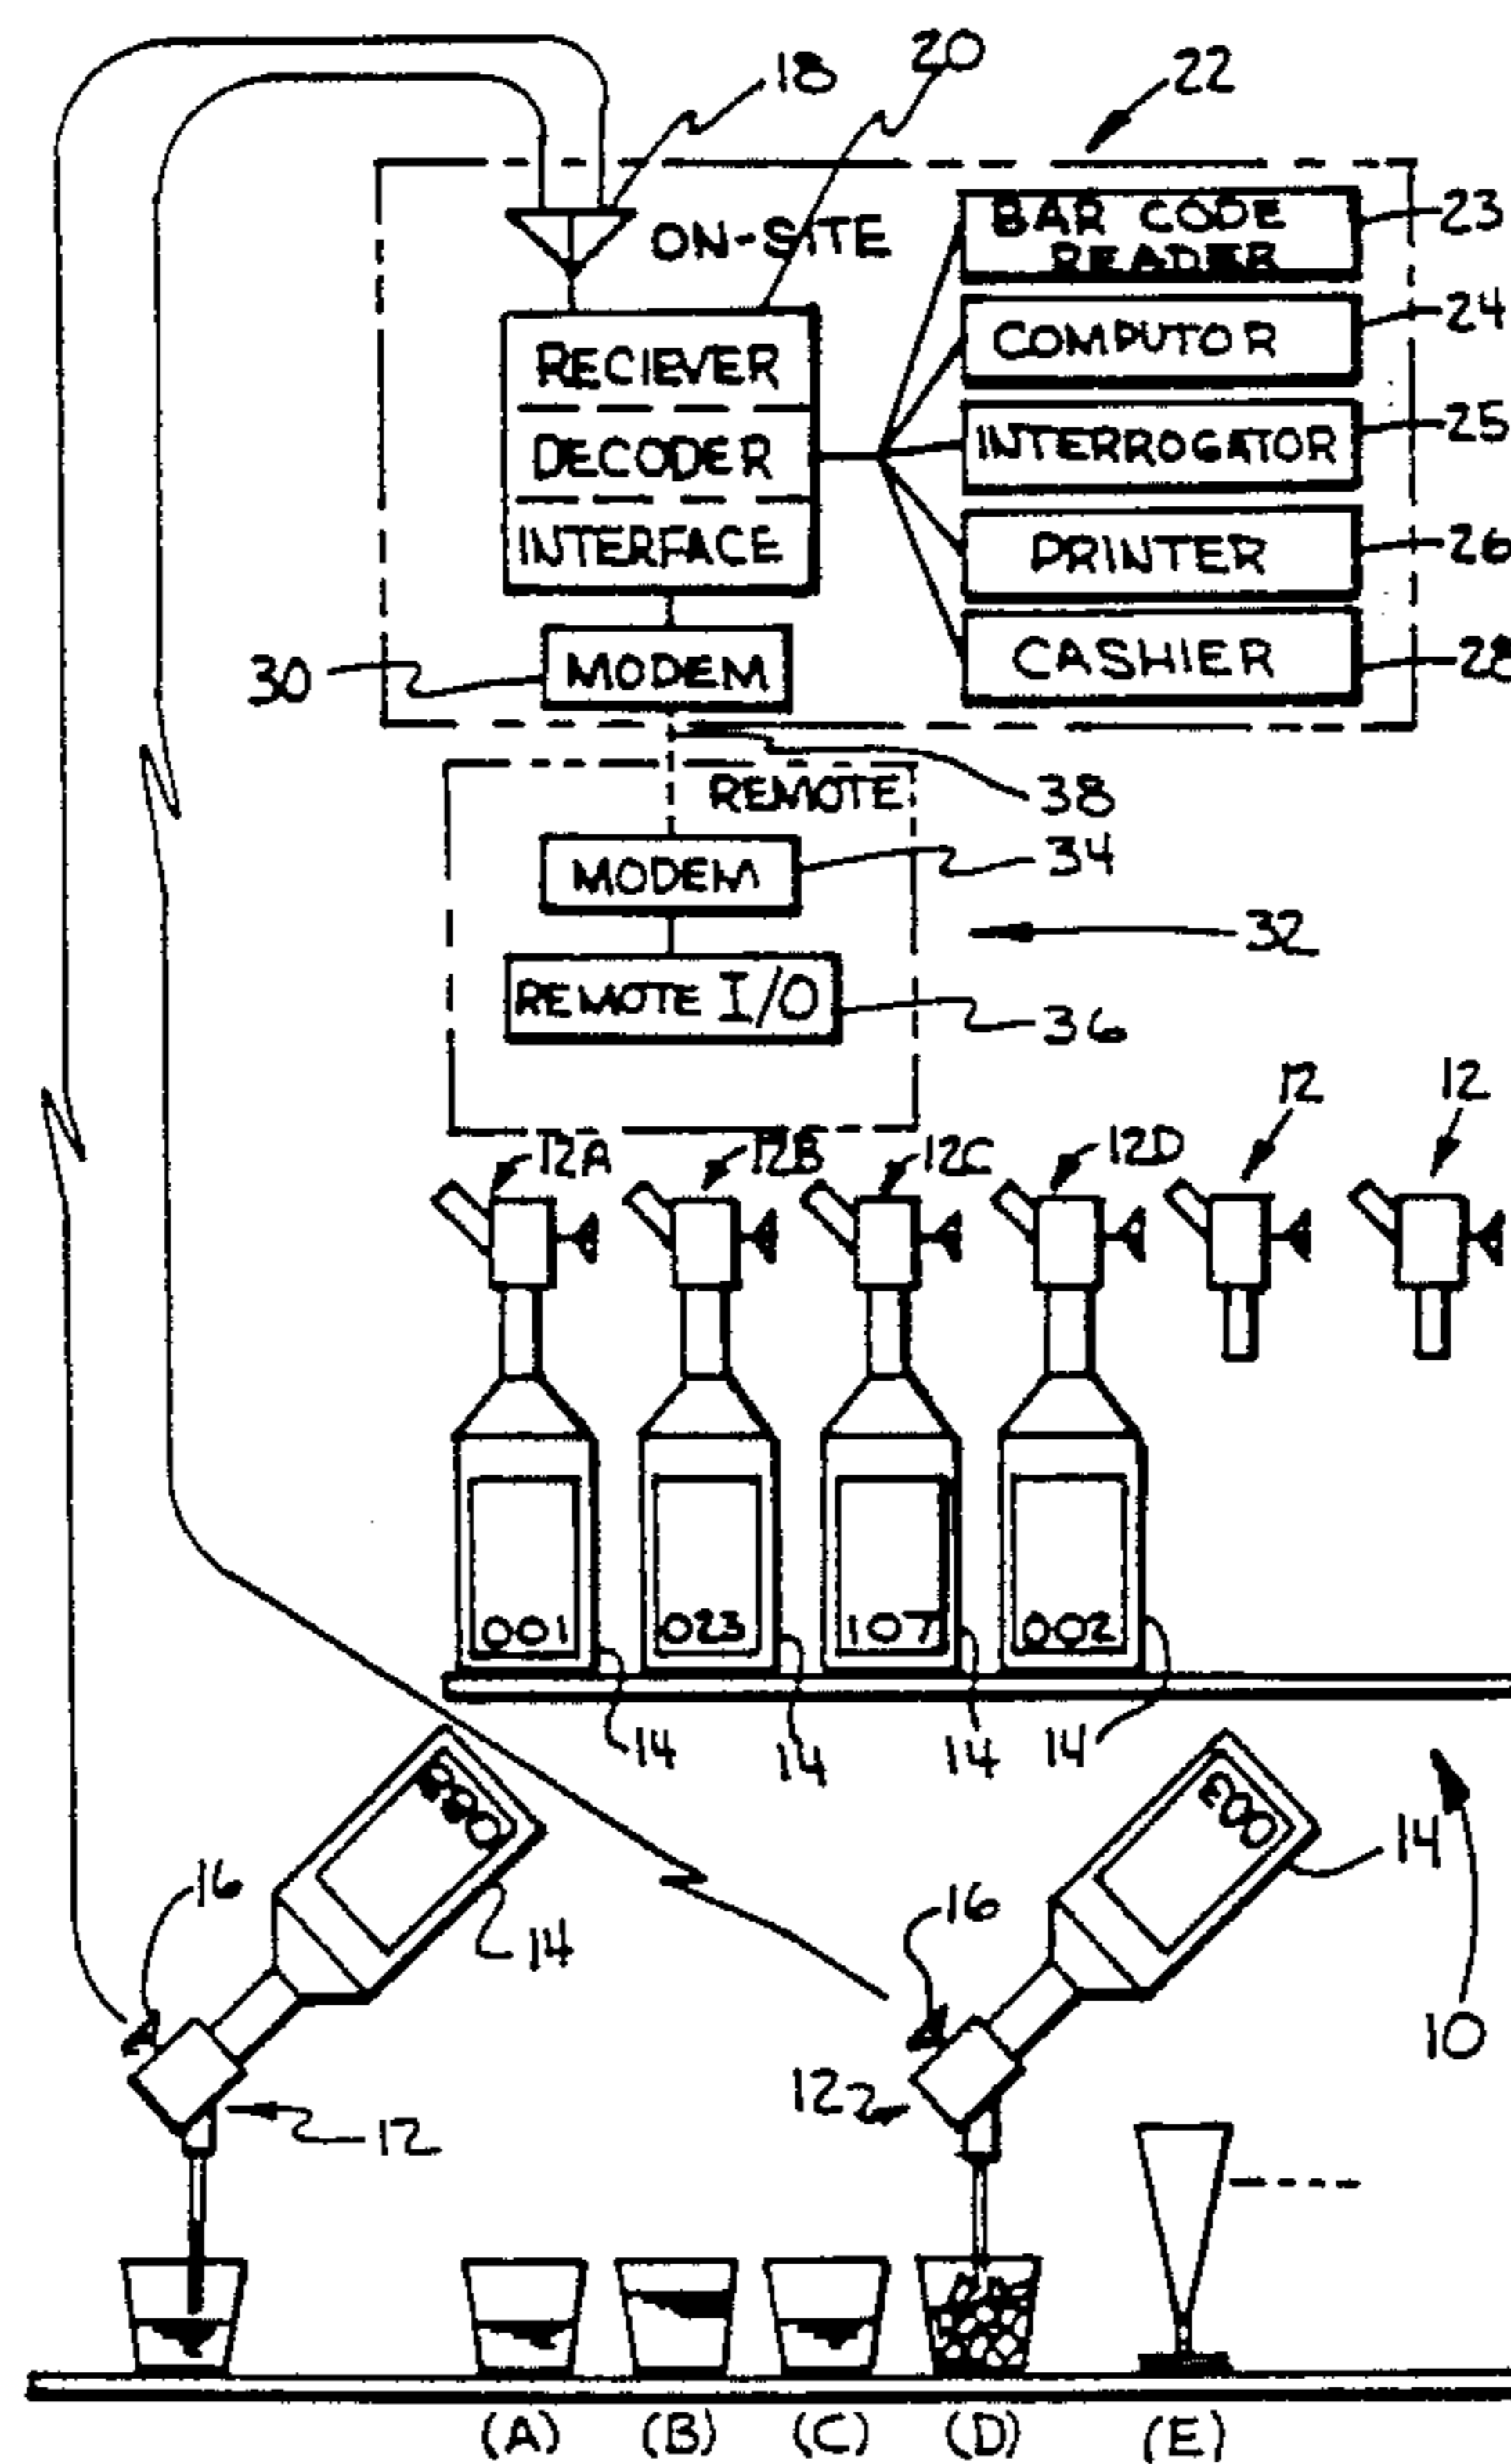 20
18
22
ON-SITE
BAR CODE
READER
23
RECIEVER
COMPUTOR
24
DECODER
INTERROGATOR
25
INTERFACE
PRINTER
26
30
MODEM
CASHIER
28
REMOTE
38
MODEM
34
32
REMOTE I/O
36
12A
12B
12C
12D
12
12
001
023
107
002
14
14
14
14
14
14
16
16
10
12
12
(A)
(B)
(C)
(D)
(E)